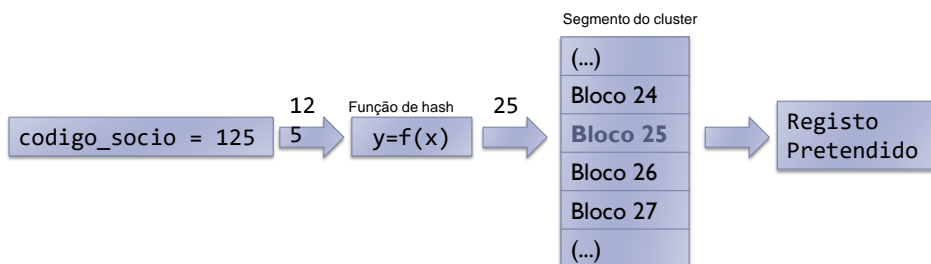 Segmento do cluster
codigo_socio = 125
12
5
Função de hash
y=f(x)
25
(...)
Bloco 24
Bloco 25
Bloco 26
Bloco 27
(...)
Registo
Pretendido